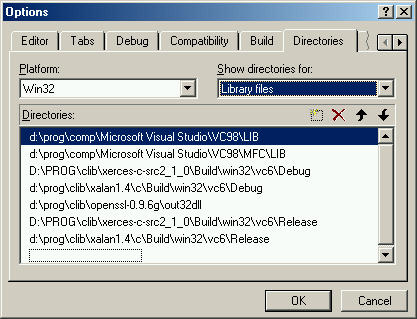 Options
Editor Tabs Debug Compatibility Build Directories
Platform: Show directories for:
Win32 Library files
Directories:
d:\prog\comp\Microsoft Visual Studio\VC98\LIB
d:\prog\comp\Microsoft Visual Studio\VC98\MFC\LIB
D:\PROG\clib\xerces-c-src2_1_0\Build\win32\vc6\Debug
d:\prog\clib\xalan1.4\c\Build\win32\vc6\Debug
d:\prog\clib\openssl-0.9.6g\out32dll
D:\PROG\clib\xerces-c-src2_1_0\Build\win32\vc6\Release
d:\prog\clib\xalan1.4\c\Build\win32\vc6\Release
OK Cancel